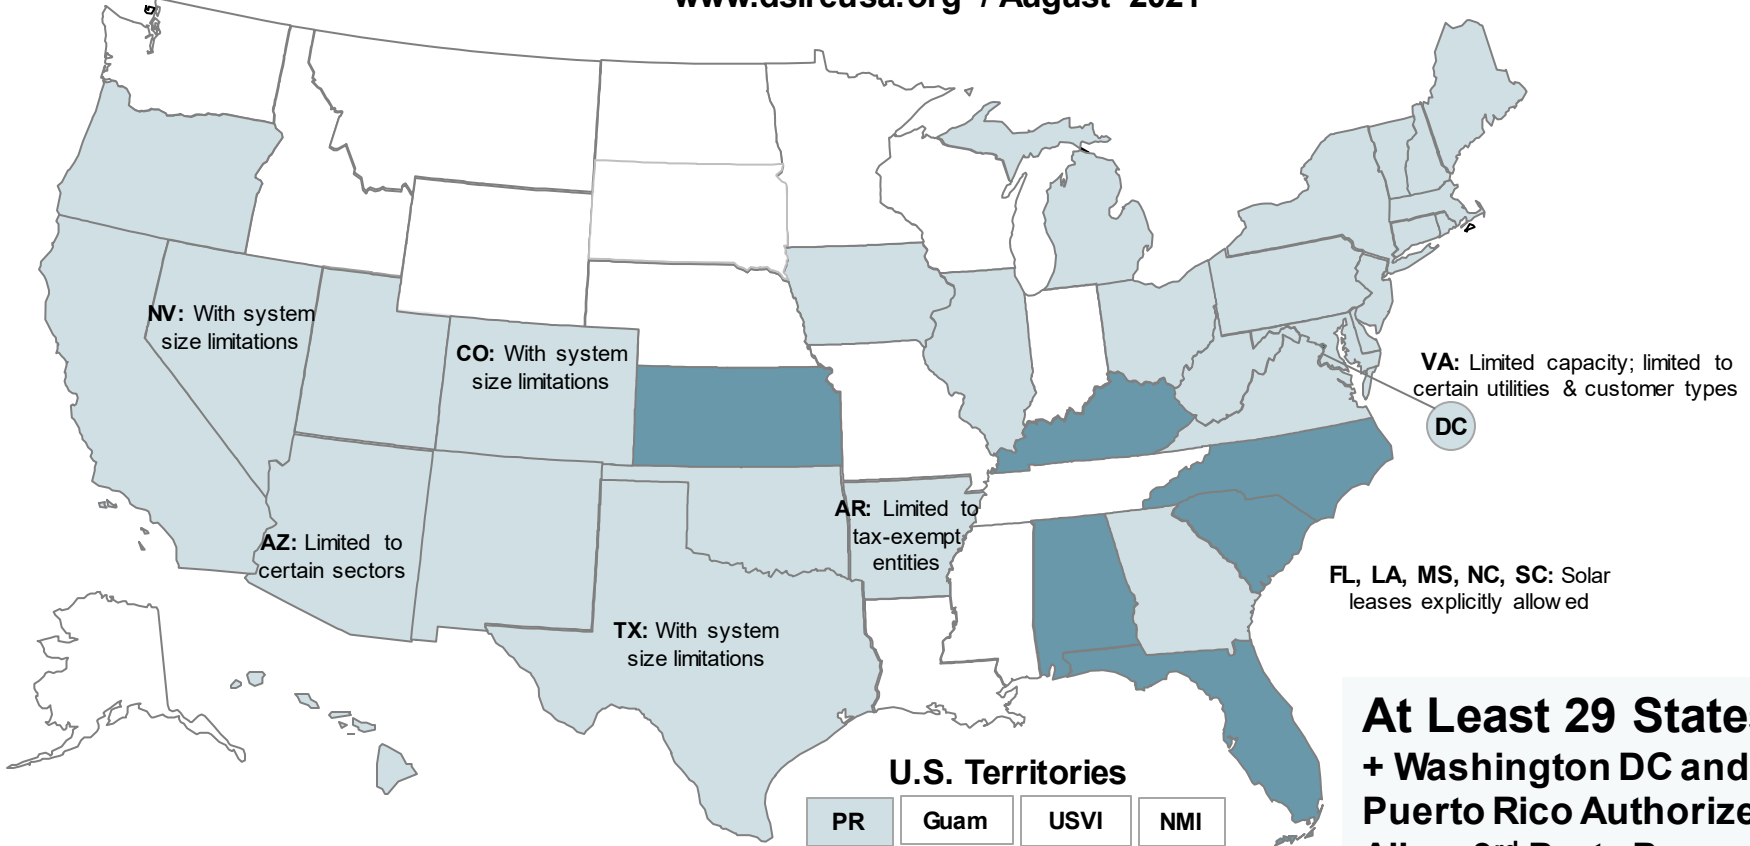 www.dsireusa.org / August 2021
NV: With system
size limitations
CO: With system
size limitations
VA: Limited capacity; limited to
certain utilities & customer types
DC
AR: Limited to
tax-exempt
entities
AZ: Limited to
certain sectors
FL, LA, MS, NC, SC: Solar
leases explicitly allowed
TX: With system
size limitations
At Least 29 States
+ Washington DC and
Puerto Rico Authorize
U.S. Territories
PR
Guam
USVI
NMI
3rd